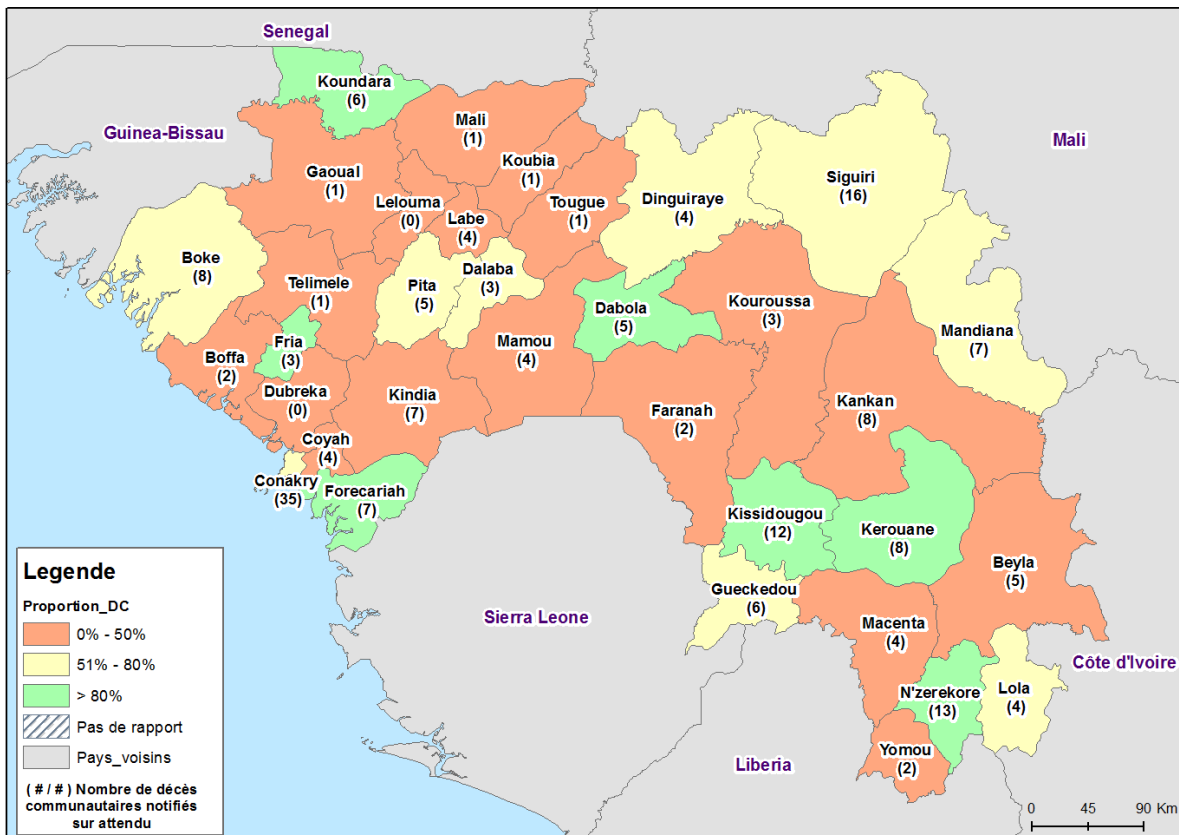 Senegal
Koundara
(6)
Guinea-Bissau
Mali
(1)
Mali
Koubia
(1)
Gaoual
(1)
Siguiri
(16)
Lelouma
(0)
Tougue
(1)
Dinguiraye
(4)
Labe
(4)
Boke
(8)
Dalaba
(3)
Pita
(5)
Telimele
(1)
Dabola
(5)
Kouroussa
(3)
Mandiana
(7)
Fria
(3)
Mamou
(4)
Boffa
(2)
Dubreka
(0)
Kindia
(7)
Kankan
(8)
Faranah
(2)
Coyah
(4)
Conakry
(35)
Forecariah
(7)
Kissidougou
(12)
Kerouane
(8)
Beyla
(5)
Gueckedou
(6)
Sierra Leone
Macenta
(4)
Côte d'Ivoire
N'zerekore
(13)
Lola
(4)
Yomou
(2)
Liberia
Legende
Proportion_DC
0% - 50%
51% - 80%
> 80%
Pas de rapport
Pays_voisins
( # / # ) Nombre de décès
communautaires notifiés
sur attendu
0 45 90 Km